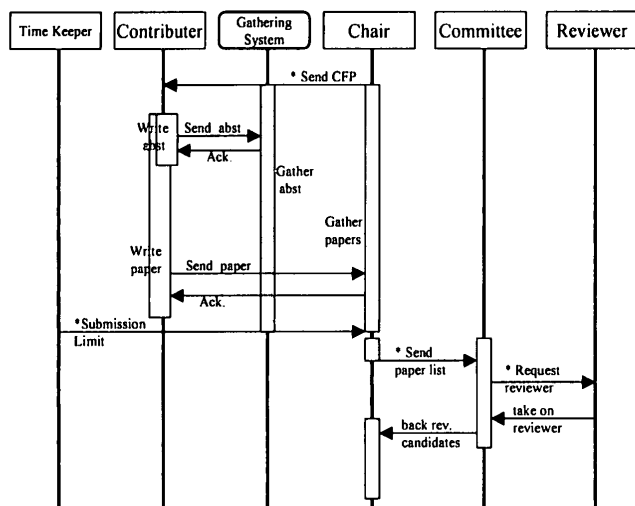 Time Keeper
Contributer
Gathering
System
Chair
Committee
Reviewer
* Send CFP
Write
abst
Send abst
Ack.
Gather
abst
Gather
papers
Write
paper
Send paper
Ack.
*Submission
Limit
* Send
paper list
* Request
reviewer
take on
reviewer
back rev.
candidates